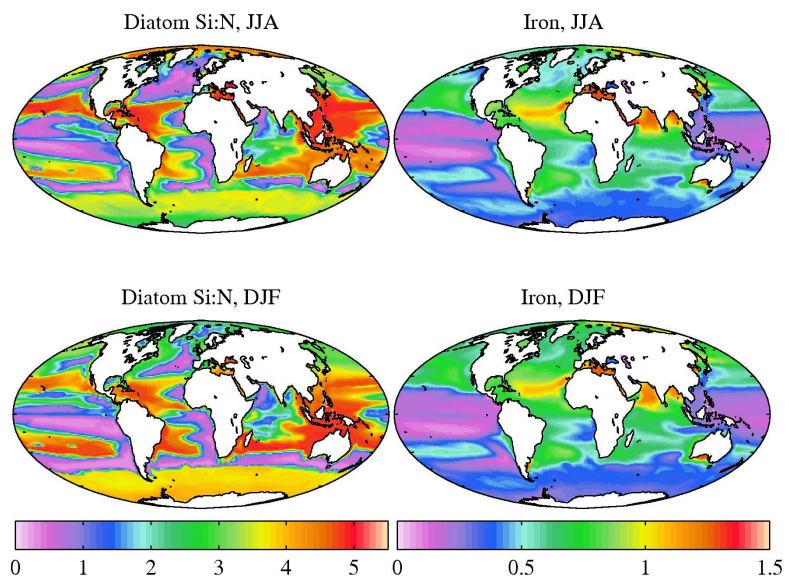 Diatom Si:N, JJA
Iron, JJA
Diatom Si:N, DJF
Iron, DJF
0 1 2 3 4 5
0 0.5 1 1.5